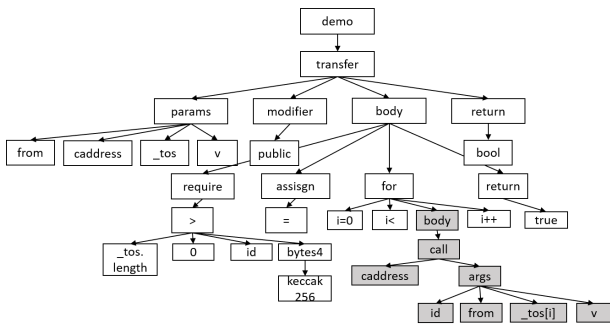 demo
transfer
params modifier body return
from caddress _tos v public bool
require assisgn for return
> = i=0 i< body i++ true
_tos. 0 id bytes4 call
length
keccak caddress args
256
id from _tos[i] v